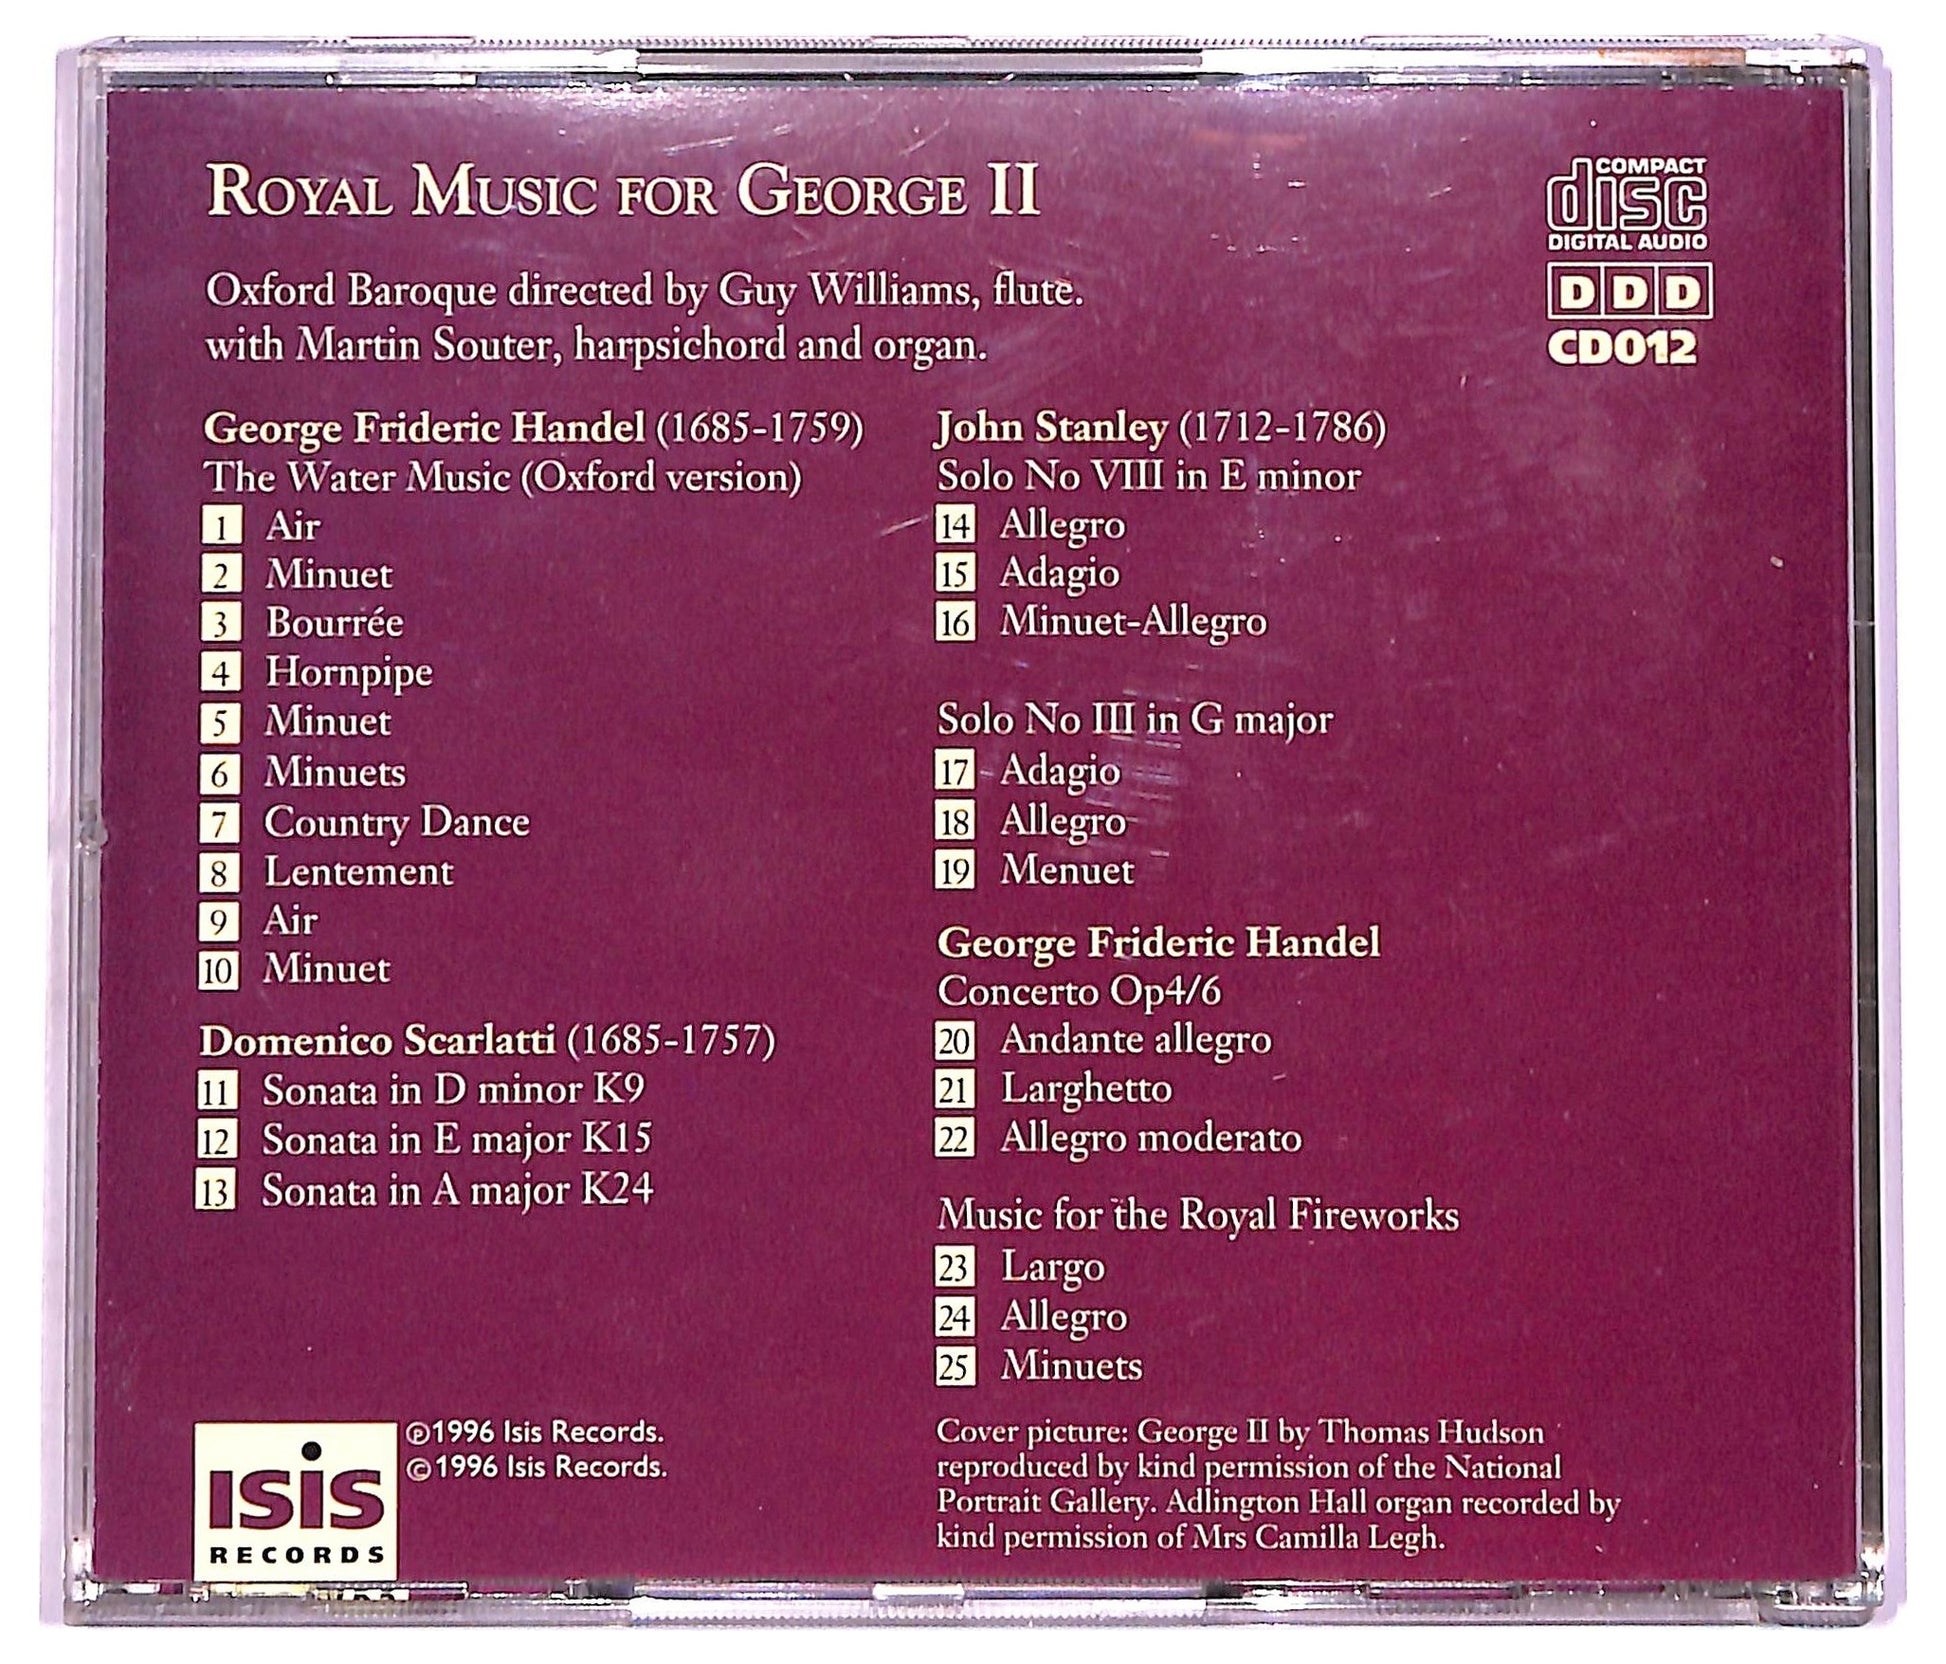 ROYAL MUSIC FOR GEORGE II
COMPACT
disc
DIGITAL AUDIO
DDD
CD012
Oxford Baroque directed by Guy Williams, flute.
with Martin Souter, harpsichord and organ.
George Frideric Handel (1685-1759)
The Water Music (Oxford version)
1 Air
2 Minuet
3 Bourrée
4 Hornpipe
5 Minuet
6 Minuets
7 Country Dance
8 Lentement
9 Air
10 Minuet
Domenico Scarlatti (1685-1757)
11 Sonata in D minor K9
12 Sonata in E major K15
13 Sonata in A major K24
John Stanley (1712-1786)
Solo No VIII in E minor
14 Allegro
15 Adagio
16 Minuet-Allegro
Solo No III in G major
17 Adagio
18 Allegro
19 Menuet
George Frideric Handel
Concerto Op4/6
20 Andante allegro
21 Larghetto
22 Allegro moderato
Music for the Royal Fireworks
23 Largo
24 Allegro
25 Minuets
ISIS
RECORDS
℗1996 Isis Records.
©1996 Isis Records.
Cover picture: George II by Thomas Hudson
reproduced by kind permission of the National
Portrait Gallery. Adlington Hall organ recorded by
kind permission of Mrs Camilla Legh.